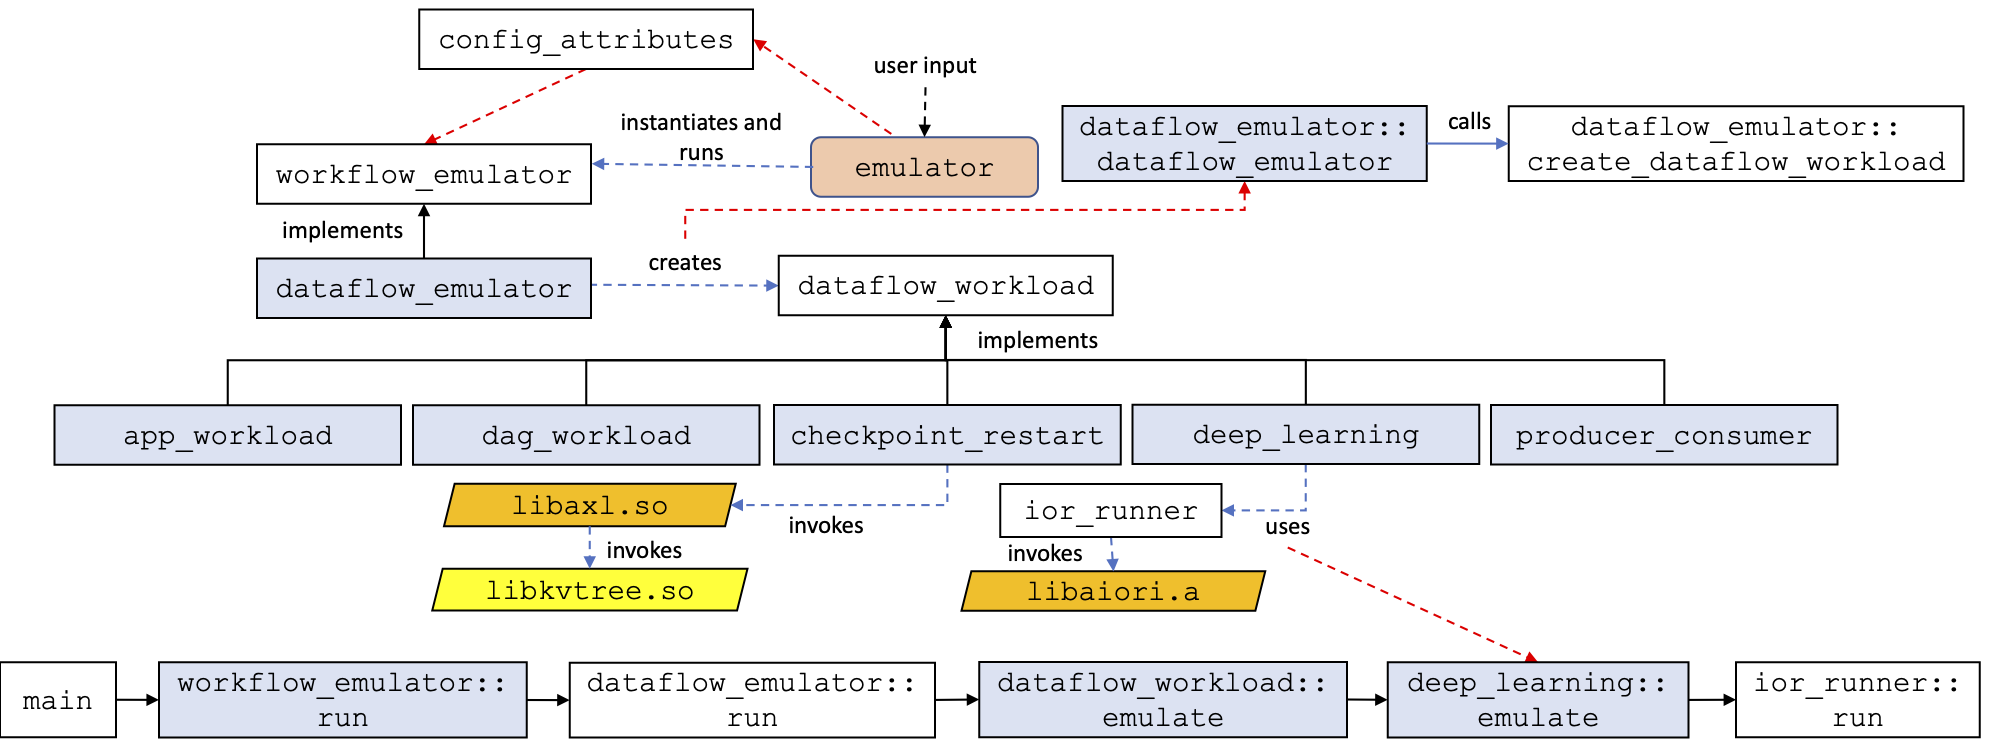 config_attributes
user input
instantiates and
runs
workflow_emulator
emulator
dataflow_emulator::
dataflow_emulator
calls
dataflow_emulator::
create_dataflow_workload
implements
dataflow_emulator
creates
dataflow_workload
implements
app_workload
dag_workload
checkpoint_restart
deep_learning
producer_consumer
libaxl.so
invokes
ior_runner
uses
invokes
invokes
libkvtree.so
libaiori.a
main
workflow_emulator::
run
dataflow_emulator::
run
dataflow_workload::
emulate
deep_learning::
emulate
ior_runner::
run